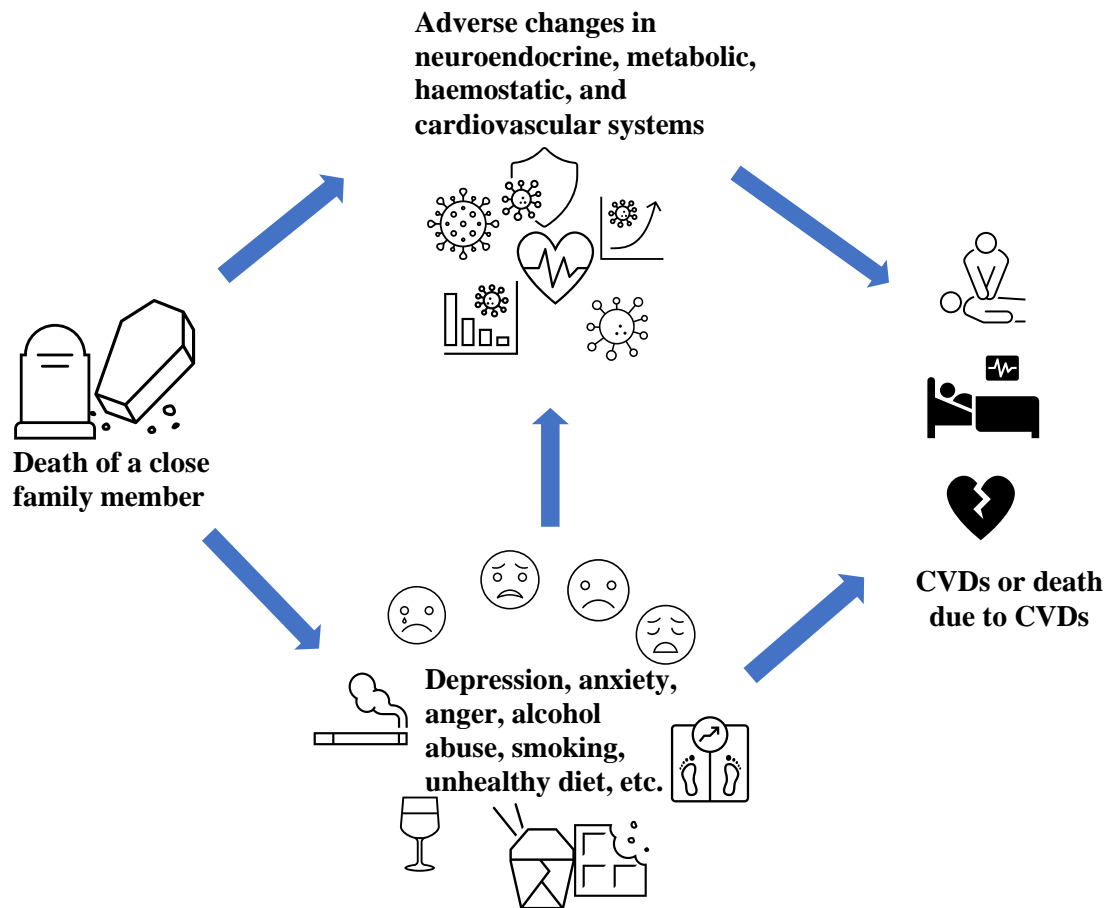 Adverse changes in
neuroendocrine, metabolic,
haemostatic, and
cardiovascular systems
Death of a close
family member
CVDs or death
due to CVDs
Depression, anxiety,
anger, alcohol
abuse, smoking,
unhealthy diet, etc.